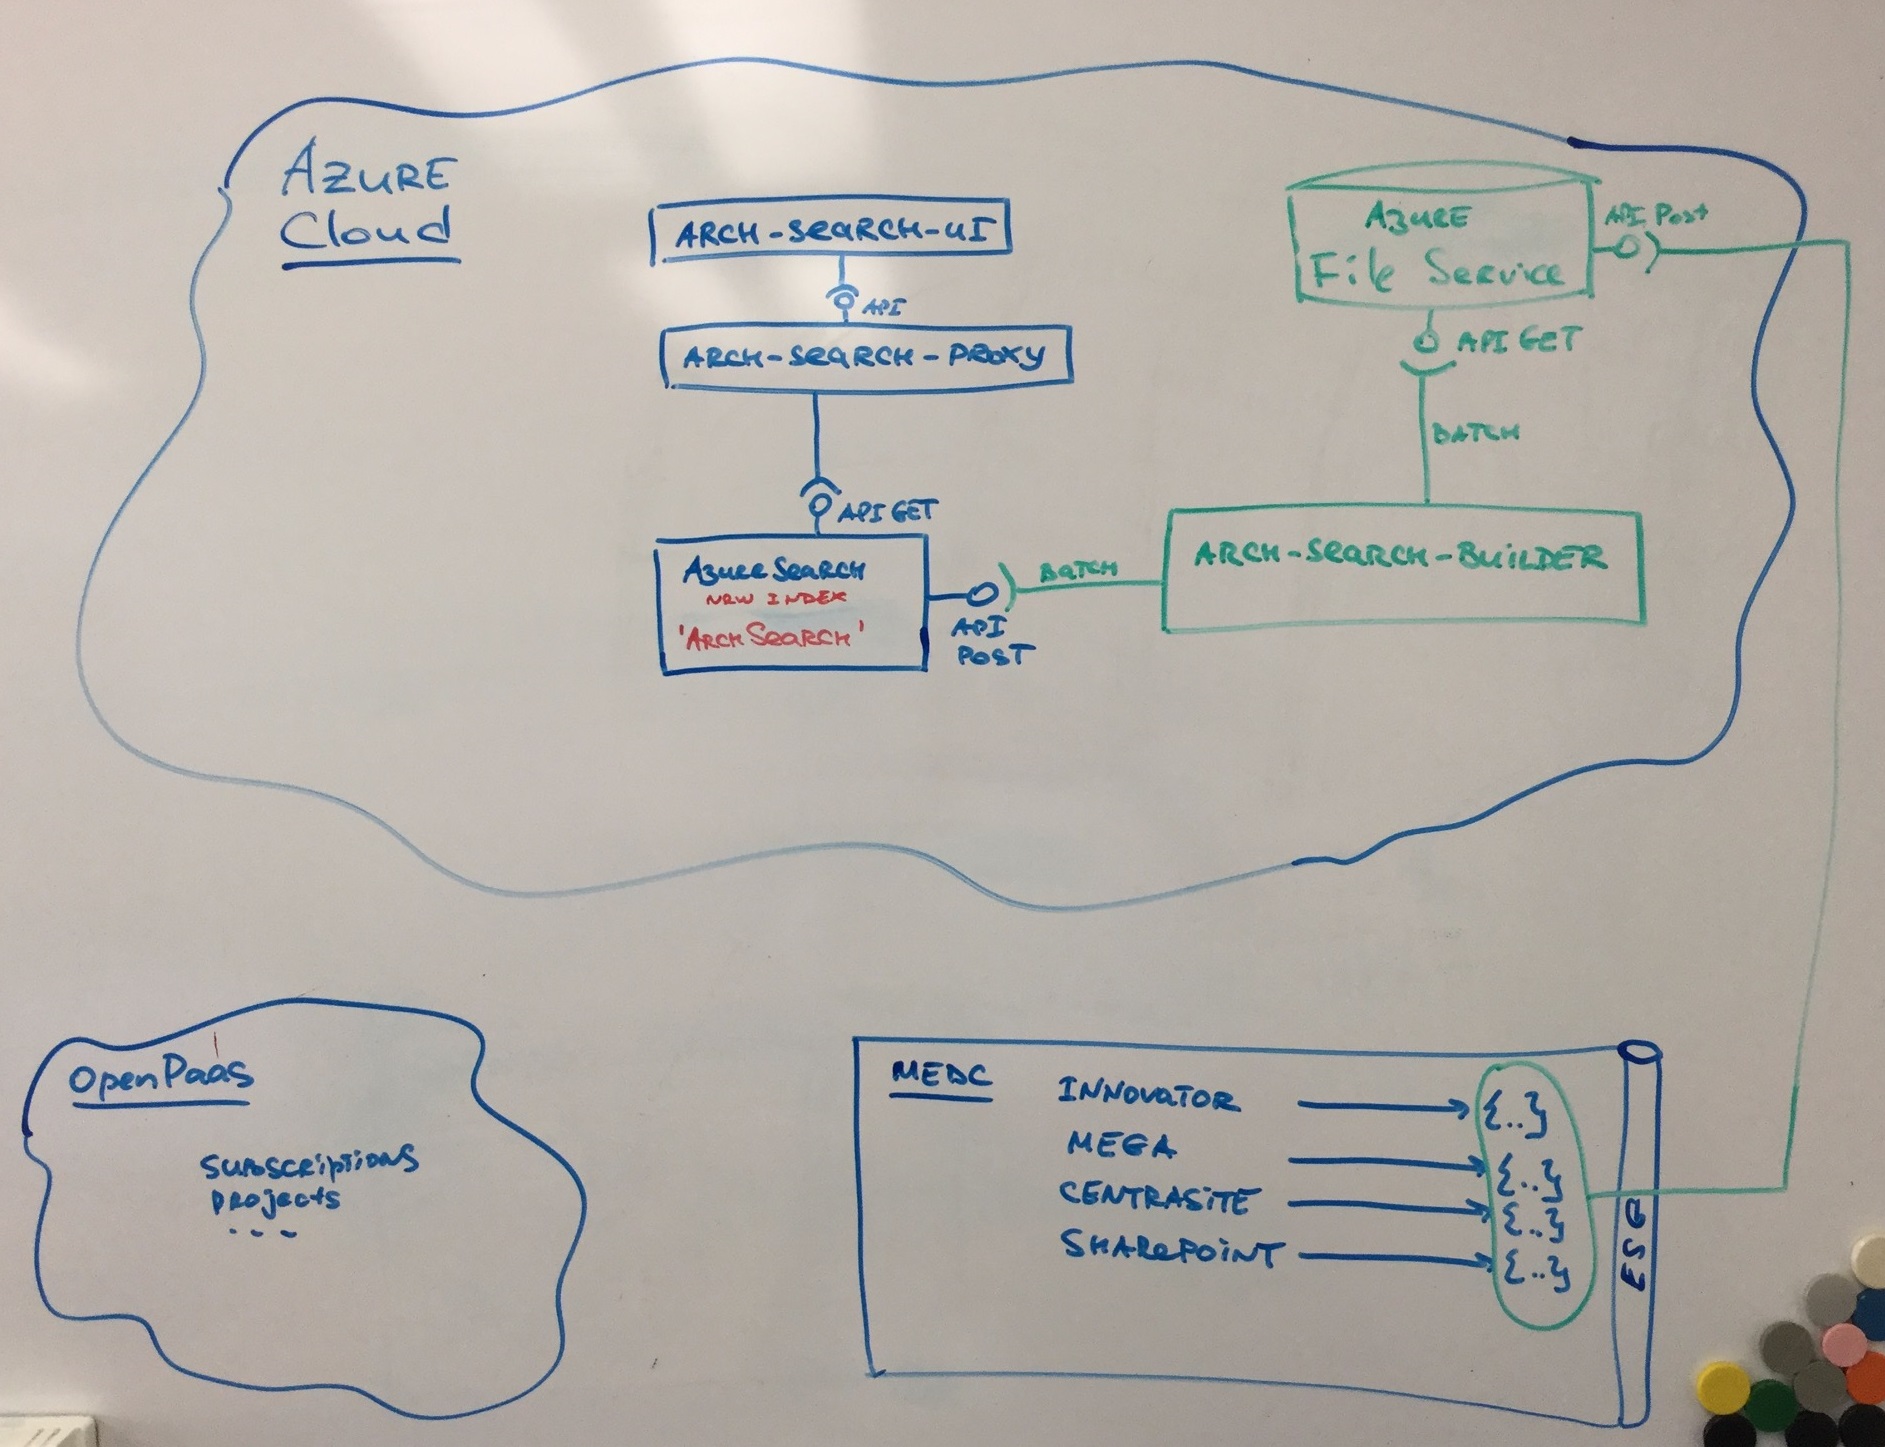 AZURE
Cloud
ARCH-SEARCH-UI
API
ARCH-SEARCH-PROXY
API GET
AzureSearch
NEW INDEX
'ArchSearch'
API
POST
BATCH
ARCH-SEARCH-BUILDER
BATCH
API GET
Azure
File Service
API Post
OpenPaas
Subscriptions
Projects
...
MEDC
INNOVATOR
{..}
MEGA
{..}
CENTRASITE
{..}
SHAREPOINT
{..}
ESG